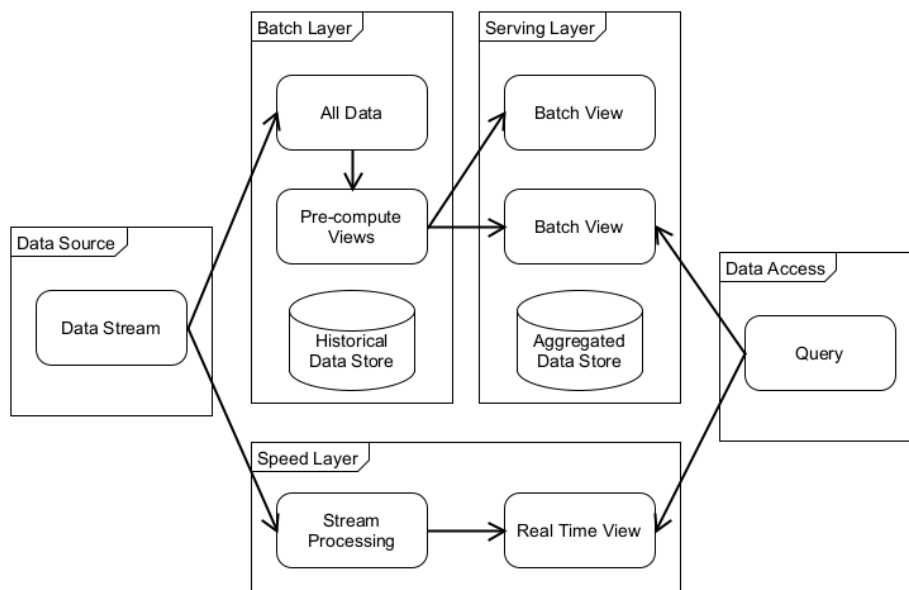 Batch Layer
All Data
Pre-compute
Views
Historical
Data Store
Serving Layer
Batch View
Batch View
Aggregated
Data Store
Data Source
Data Stream
Data Access
Query
Speed Layer
Stream
Processing
Real Time View